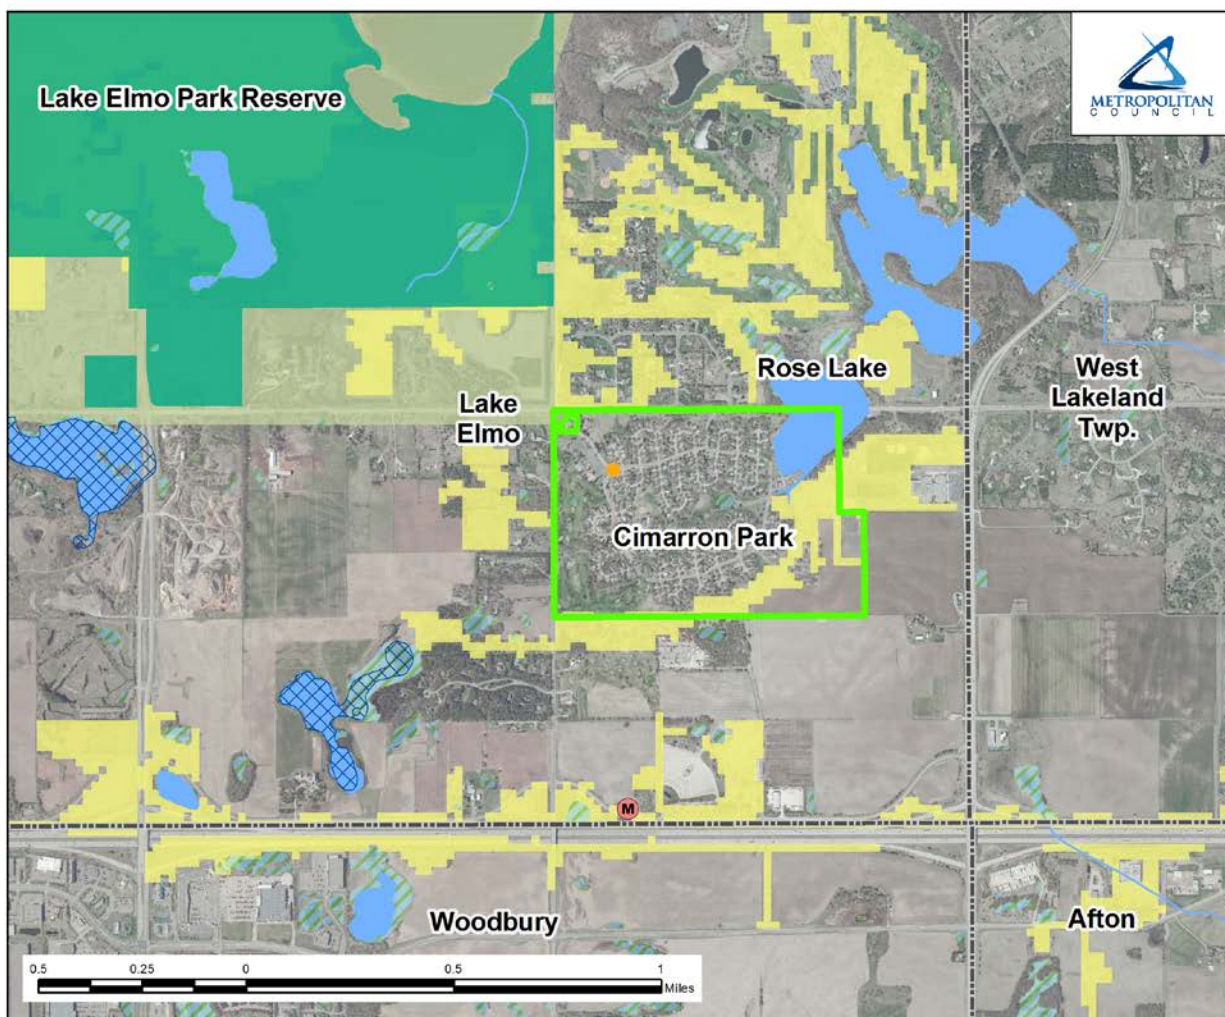 METROPOLITAN
COUNCIL
Lake Elmo Park Reserve
Rose Lake
West
Lakeland
Twp.
Lake
Elmo
Cimarron Park
M
Woodbury
Afton
0.5 0.25 0 0.5 1
Miles